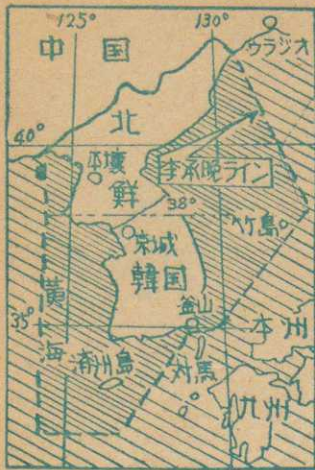 125°
130°
中国
ウラジオ
北
40°
平壌
李承晩ライン
鮮
38°
竹島
京城
韓国
黄海
35°
釜山
本州
済州島
対馬
九州